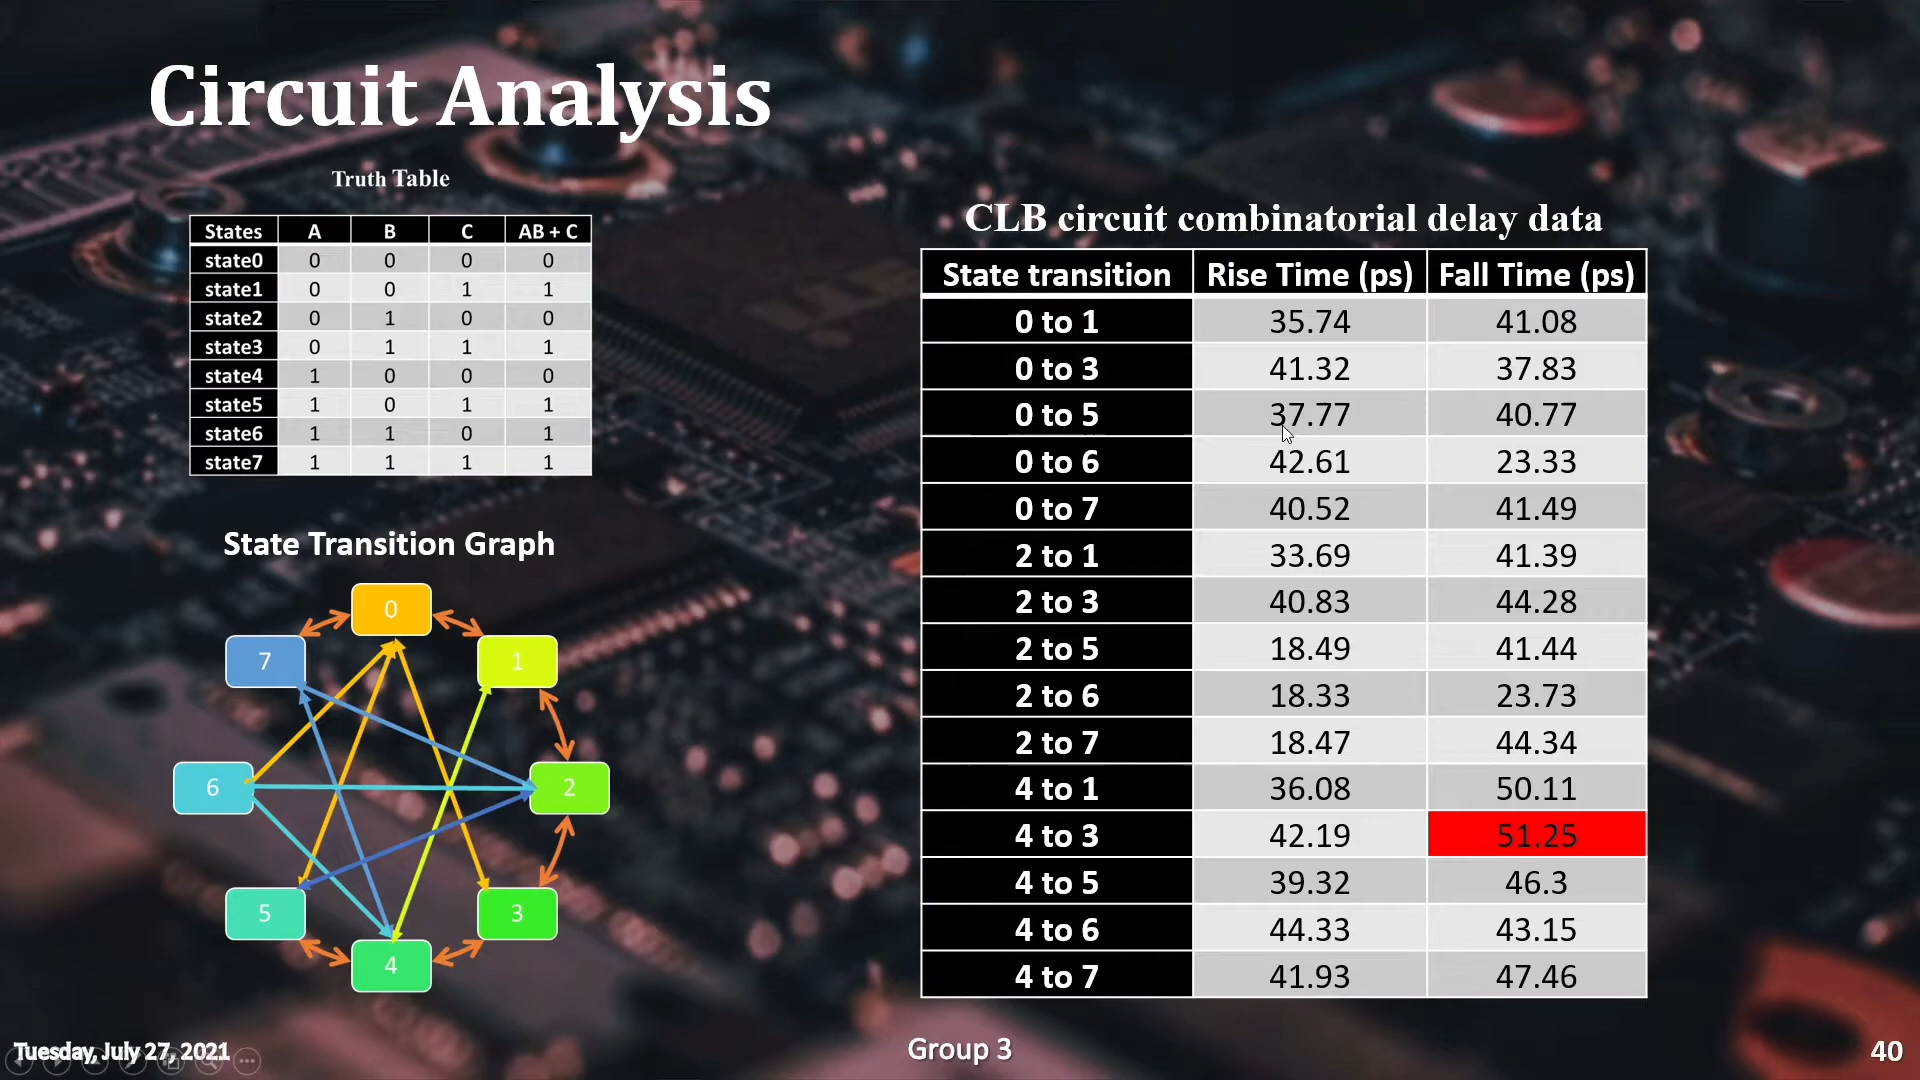 Circuit Analysis
Truth Table
States A B C AB + C
state0 0 0 0 0
state1 0 0 1 1
state2 0 1 0 0
state3 0 1 1 1
state4 1 0 0 0
state5 1 0 1 1
state6 1 1 0 1
state7 1 1 1 1
State Transition Graph
0
7 1
6 2
5 3
4
CLB circuit combinatorial delay data
State transition Rise Time (ps) Fall Time (ps)
0 to 1 35.74 41.08
0 to 3 41.32 37.83
0 to 5 37.77 40.77
0 to 6 42.61 23.33
0 to 7 40.52 41.49
2 to 1 33.69 41.39
2 to 3 40.83 44.28
2 to 5 18.49 41.44
2 to 6 18.33 23.73
2 to 7 18.47 44.34
4 to 1 36.08 50.11
4 to 3 42.19 51.25
4 to 5 39.32 46.3
4 to 6 44.33 43.15
4 to 7 41.93 47.46
Tuesday, July 27, 2021 Group 3 40